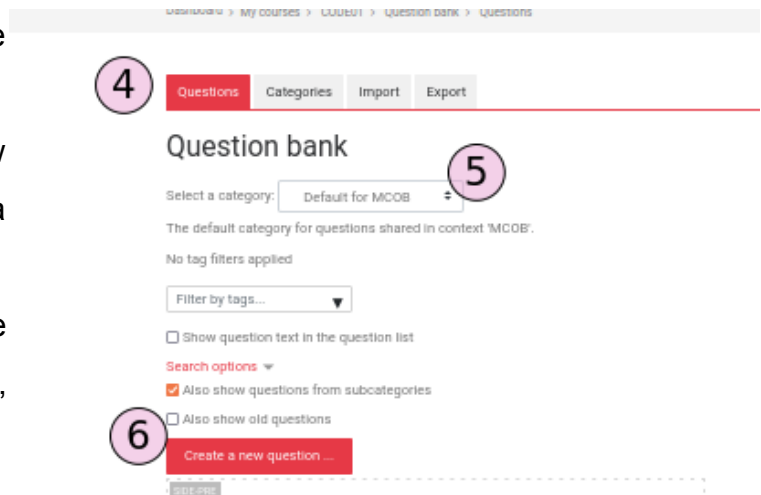 Dashboard > My courses > CODE01 > Question bank > Questions
e
4
Questions Categories Import Export
Question bank
5
a
Select a category: Default for MCOB
The default category for questions shared in context 'MCOB'.
No tag filters applied
Filter by tags...
e
Show question text in the question list
Search options
,
Also show questions from subcategories
Also show old questions
6
Create a new question ...
SIDE-PRE